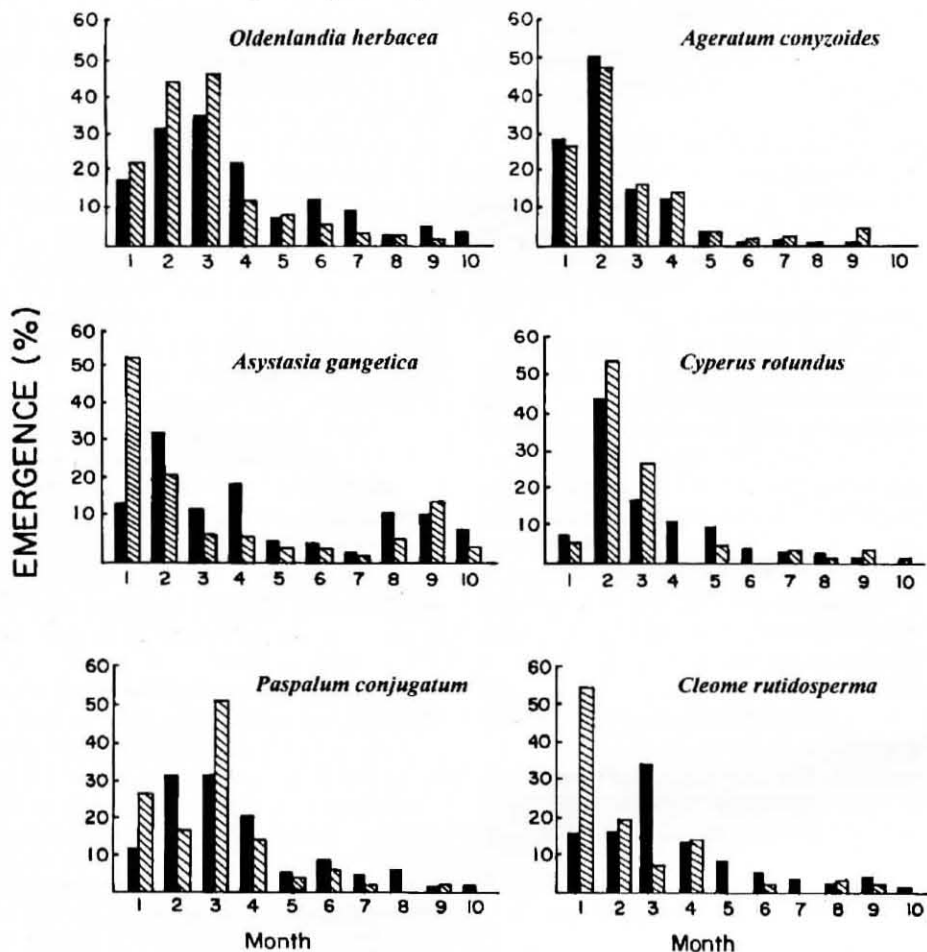 Oldenlandia herbacea
60
50
40
30
20
10
1 2 3 4 5 6 7 8 9 10
Ageratum conyzoides
60
50
40
30
20
10
1 2 3 4 5 6 7 8 9 10
EMERGENCE (%)
Asystasia gangetica
60
50
40
30
20
10
1 2 3 4 5 6 7 8 9 10
Cyperus rotundus
60
50
40
30
20
10
1 2 3 4 5 6 7 8 9 10
Paspalum conjugatum
60
50
40
30
20
10
1 2 3 4 5 6 7 8 9 10
Month
Cleome rutidosperma
60
50
40
30
20
10
1 2 3 4 5 6 7 8 9 10
Month